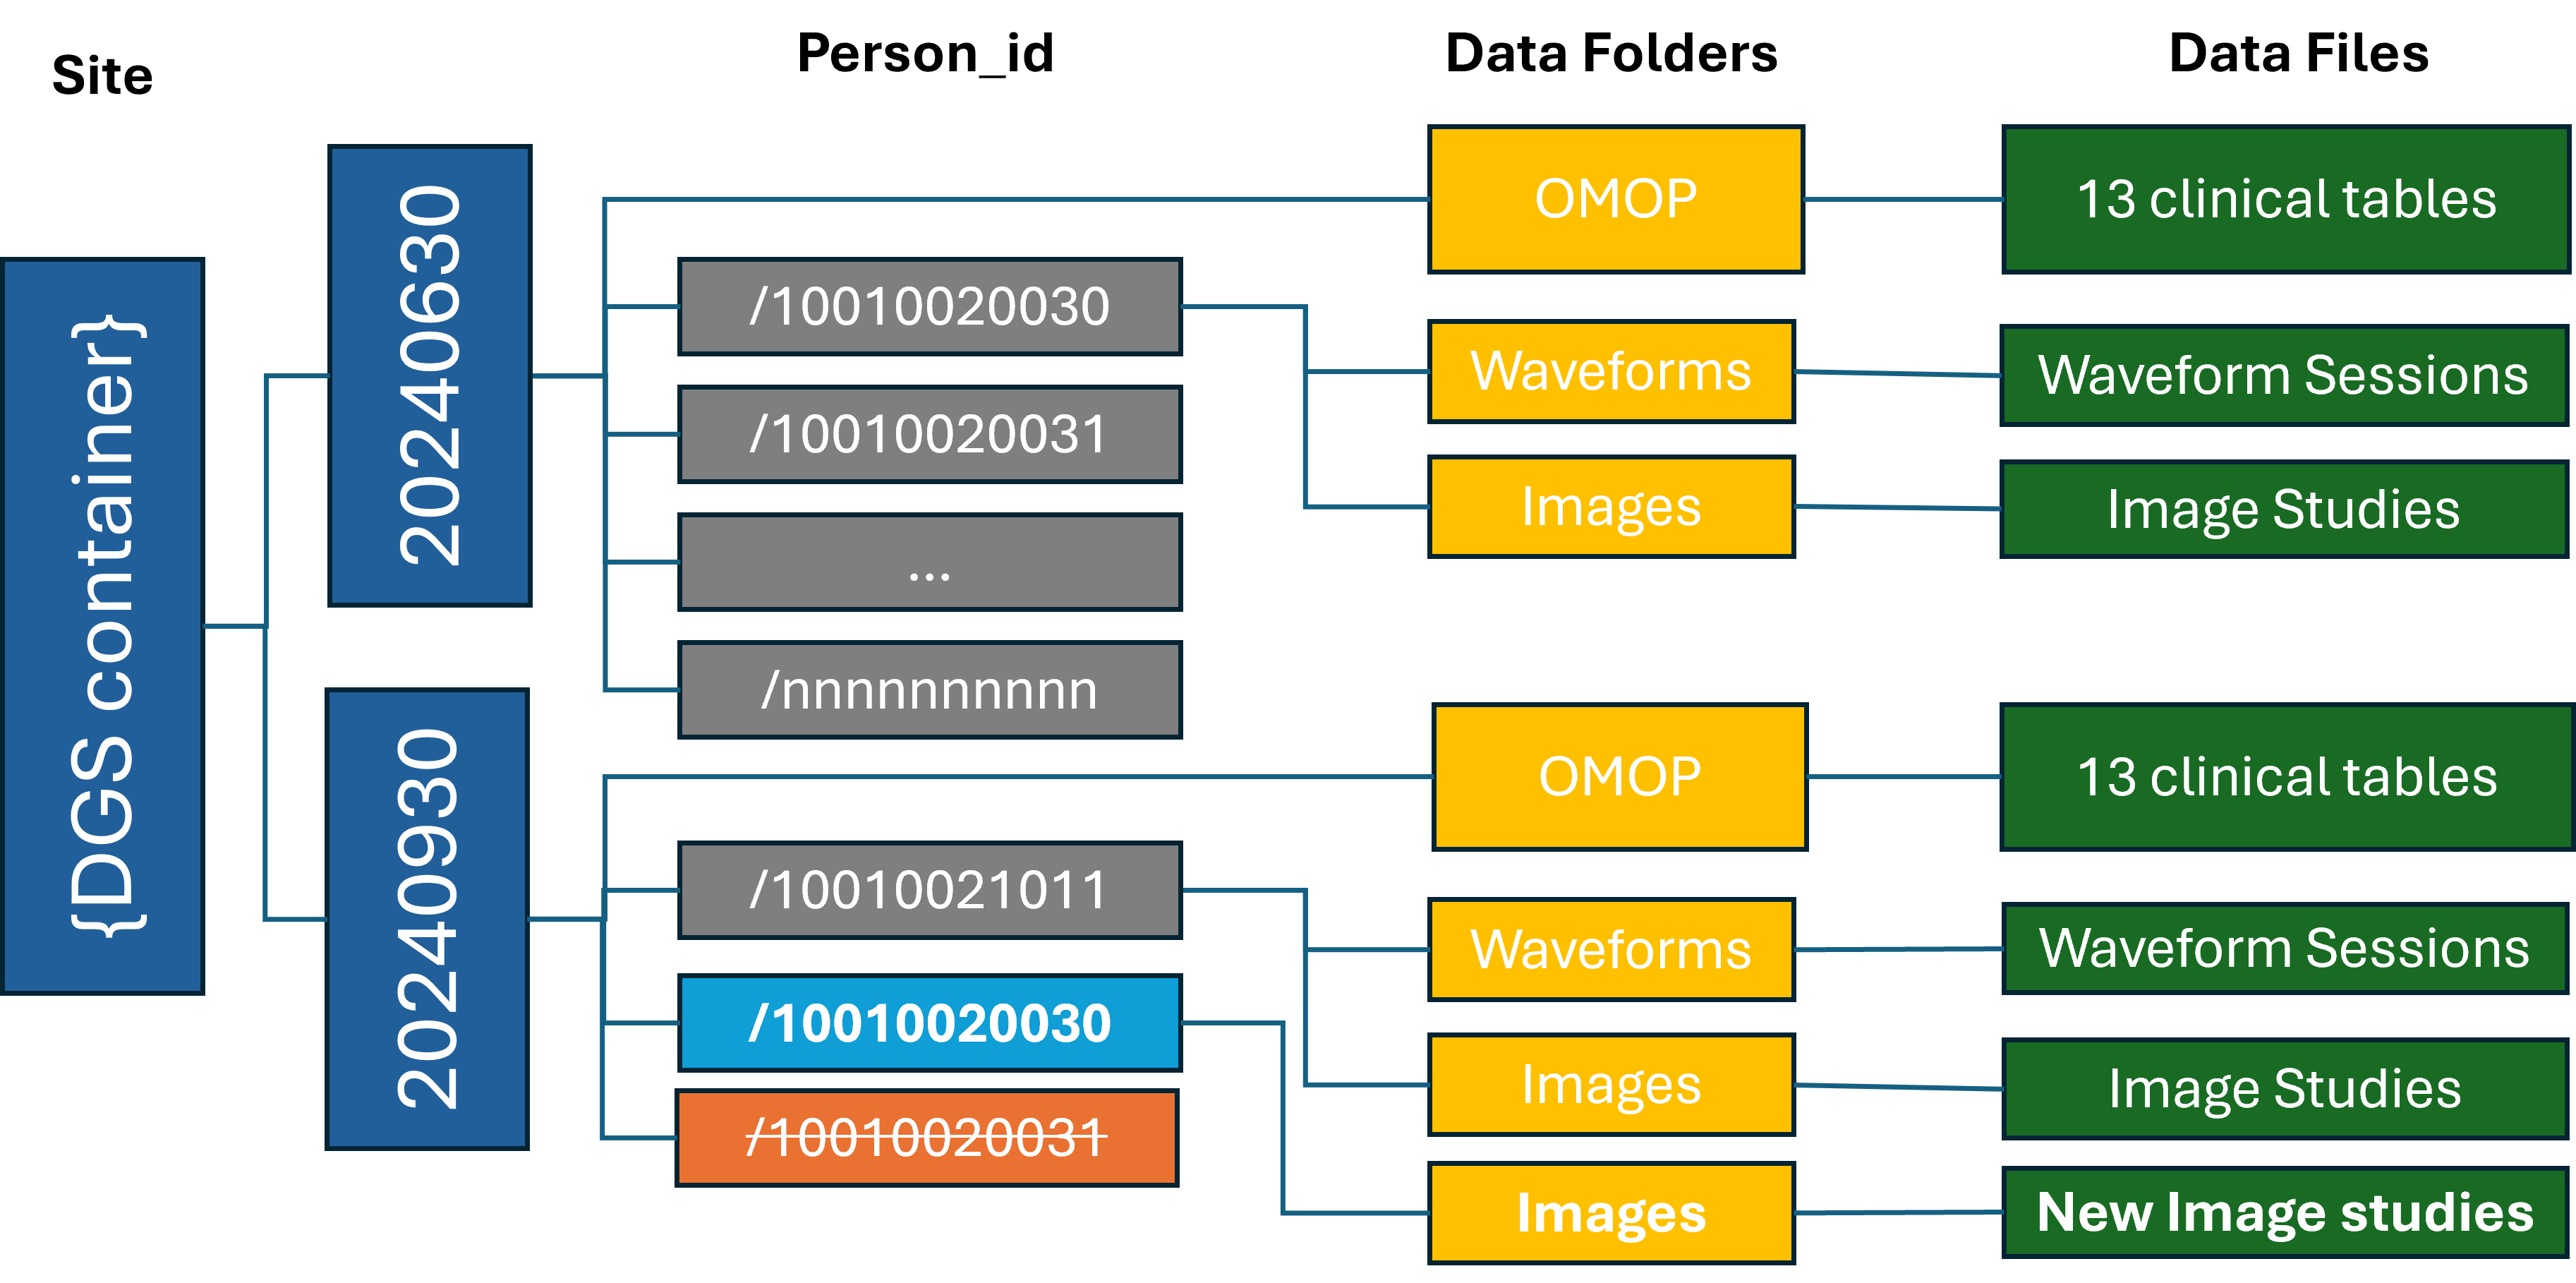 Site
Person_id
Data Folders
Data Files
{DGS container}
20240630
OMOP
13 clinical tables
/10010020030
Waveforms
Waveform Sessions
/10010020031
Images
Image Studies
...
/nnnnnnnnnnn
20240930
OMOP
13 clinical tables
/10010021011
Waveforms
Waveform Sessions
/10010020030
Images
Image Studies
/10010020031
Images
New Image studies